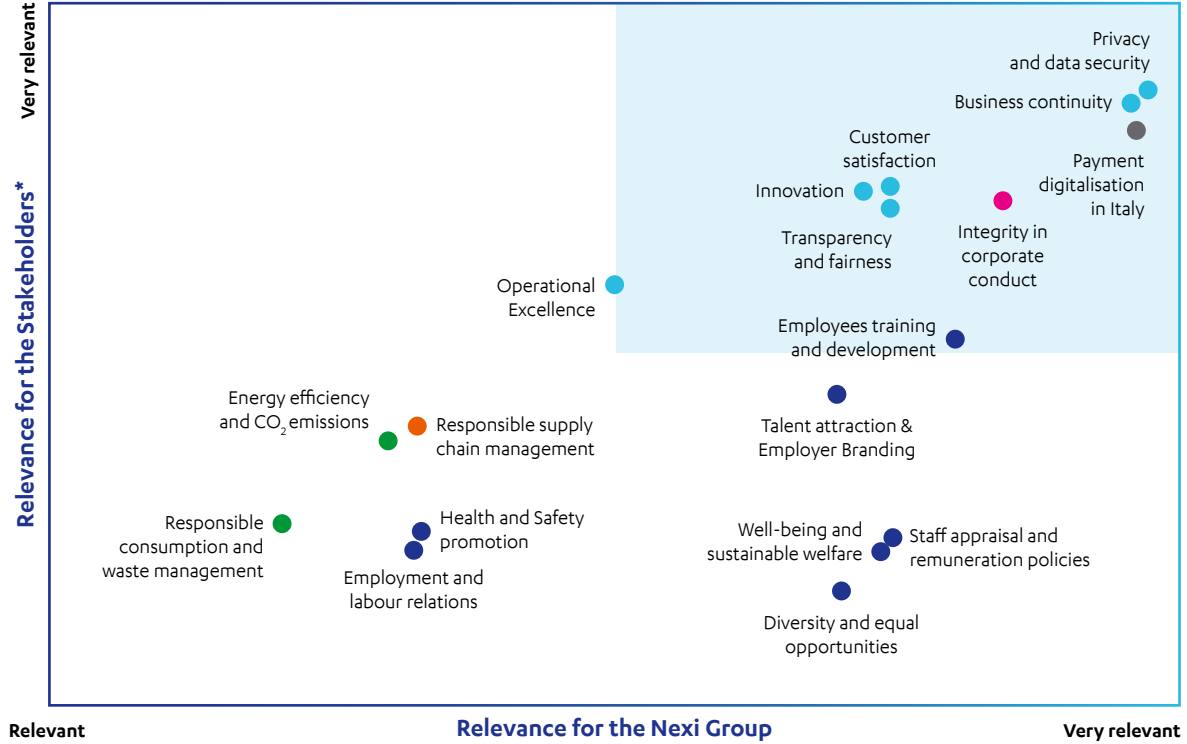 Very relevant
Relevance for the Stakeholders*
Privacy
and data security
Business continuity
Customer
satisfaction
Payment
digitalisation
in Italy
Innovation
Transparency
and fairness
Integrity in
corporate
conduct
Operational
Excellence
Employees training
and development
Energy efficiency
and CO₂ emissions
Responsible supply
chain management
Talent attraction &
Employer Branding
Responsible
consumption and
waste management
Health and Safety
promotion
Employment and
labour relations
Well-being and
sustainable welfare
Staff appraisal and
remuneration policies
Diversity and equal
opportunities
Relevant
Relevance for the Nexi Group
Very relevant